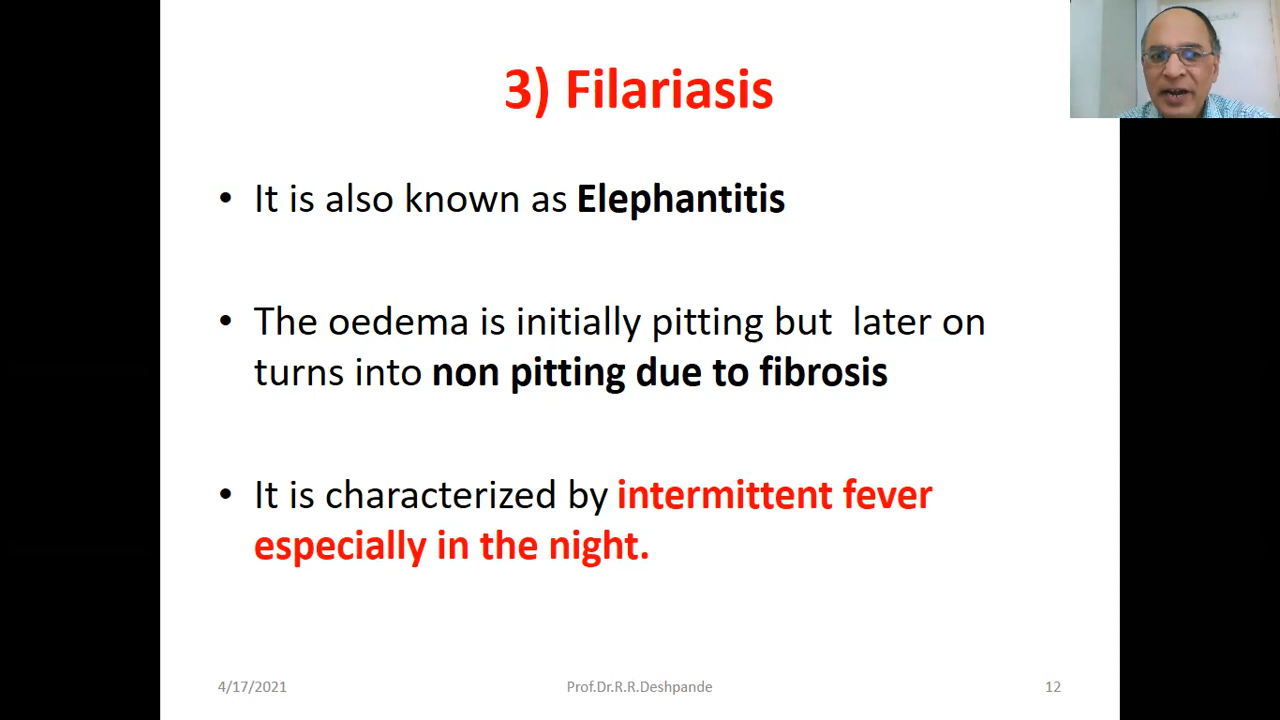 3) Filariasis
• It is also known as Elephantitis
• The oedema is initially pitting but later on
turns into non pitting due to fibrosis
• It is characterized by intermittent fever
especially in the night.
4/17/2021 Prof.Dr.R.R.Deshpande 12